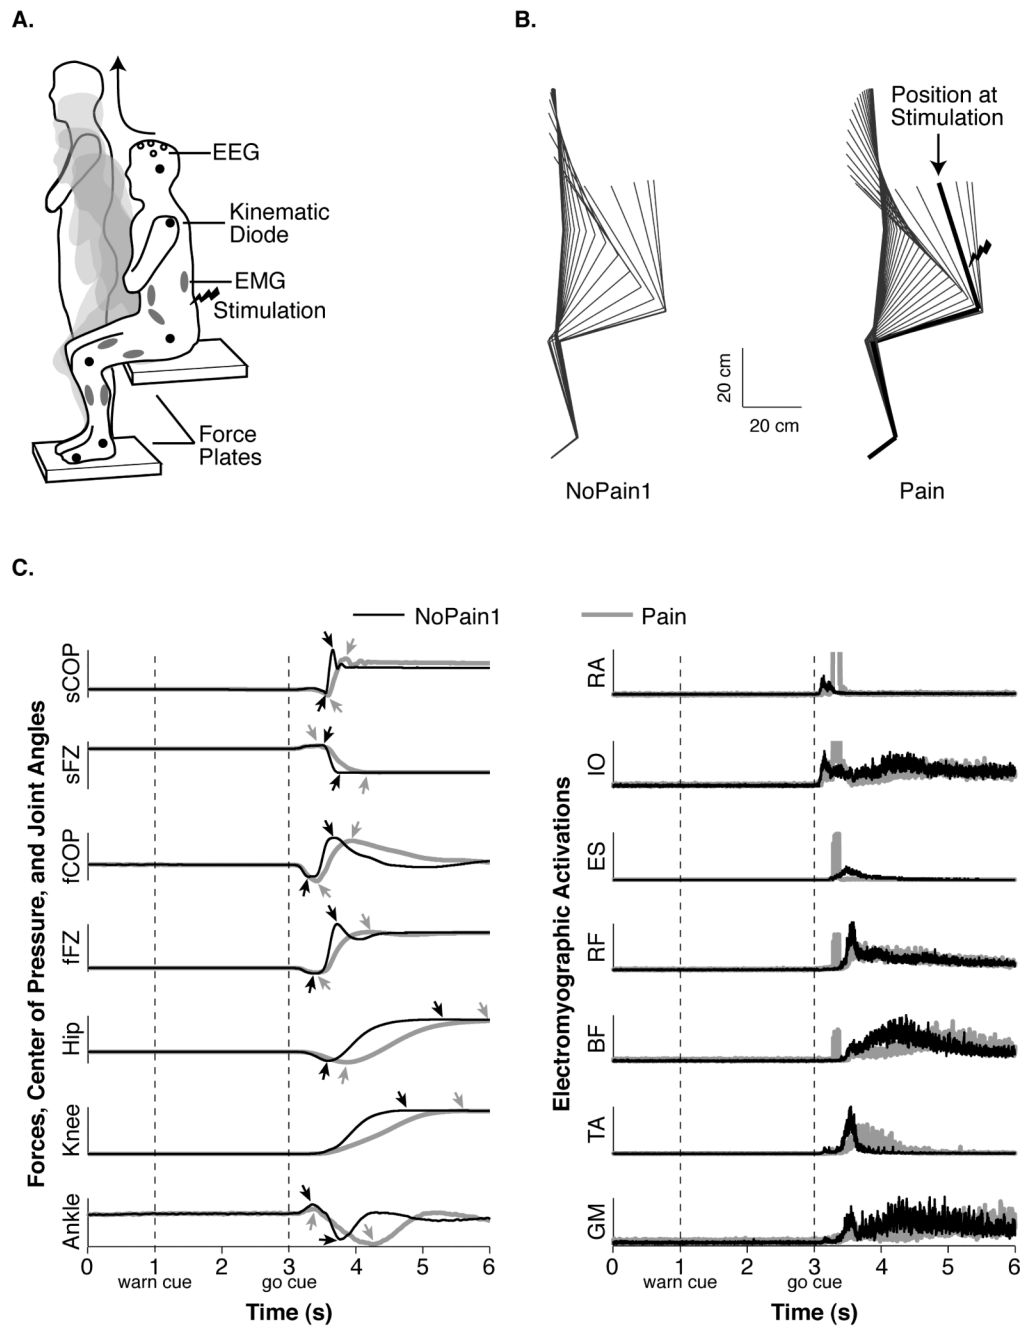 A.
B.
EEG
Kinematic
Diode
EMG
Stimulation
Force
Plates
Position at
Stimulation
20 cm
20 cm
NoPain1
Pain
C.
NoPain1
Pain
Forces, Center of Pressure, and Joint Angles
sCOP
sFZ
fCOP
fFZ
Hip
Knee
Ankle
0 1 2 3 4 5 6
warn cue go cue
Time (s)
Electromyographic Activations
RA
IO
ES
RF
BF
TA
GM
0 1 2 3 4 5 6
warn cue go cue
Time (s)